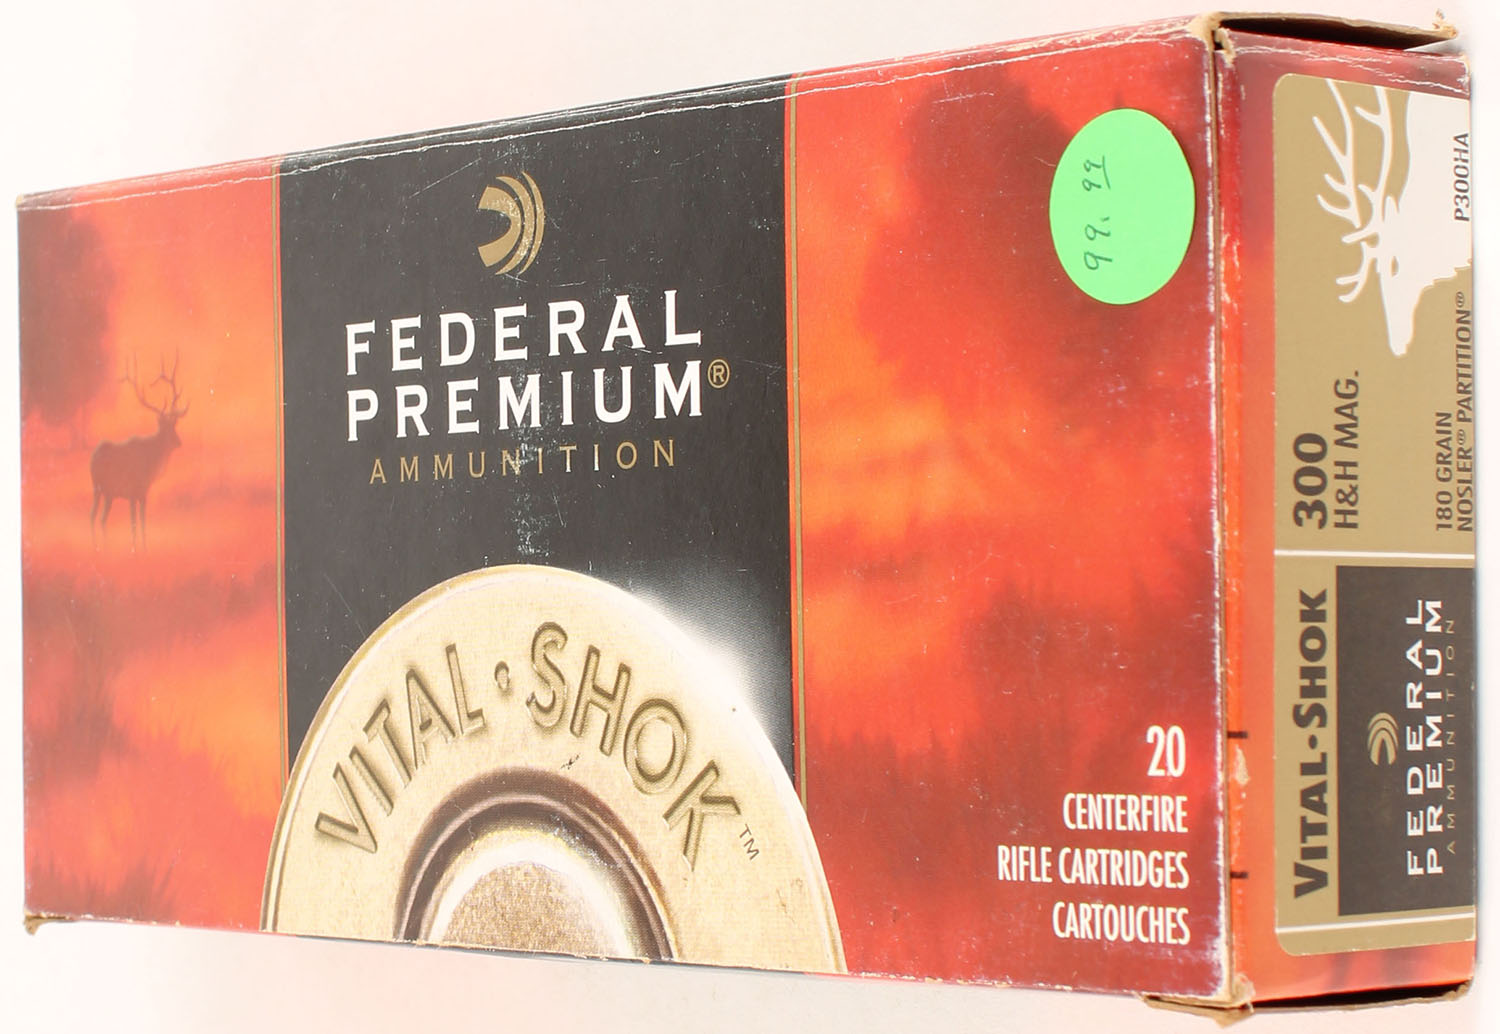 FEDERAL
PREMIUM®
AMMUNITION
VITAL·SHOK™
99.99
20
CENTERFIRE
RIFLE CARTRIDGES
CARTOUCHES
VITAL·SHOK
300
H&H MAG.
180 GRAIN
NOSLER® PARTITION®
P300HA
FEDERAL
PREMIUM
AMMUNITION